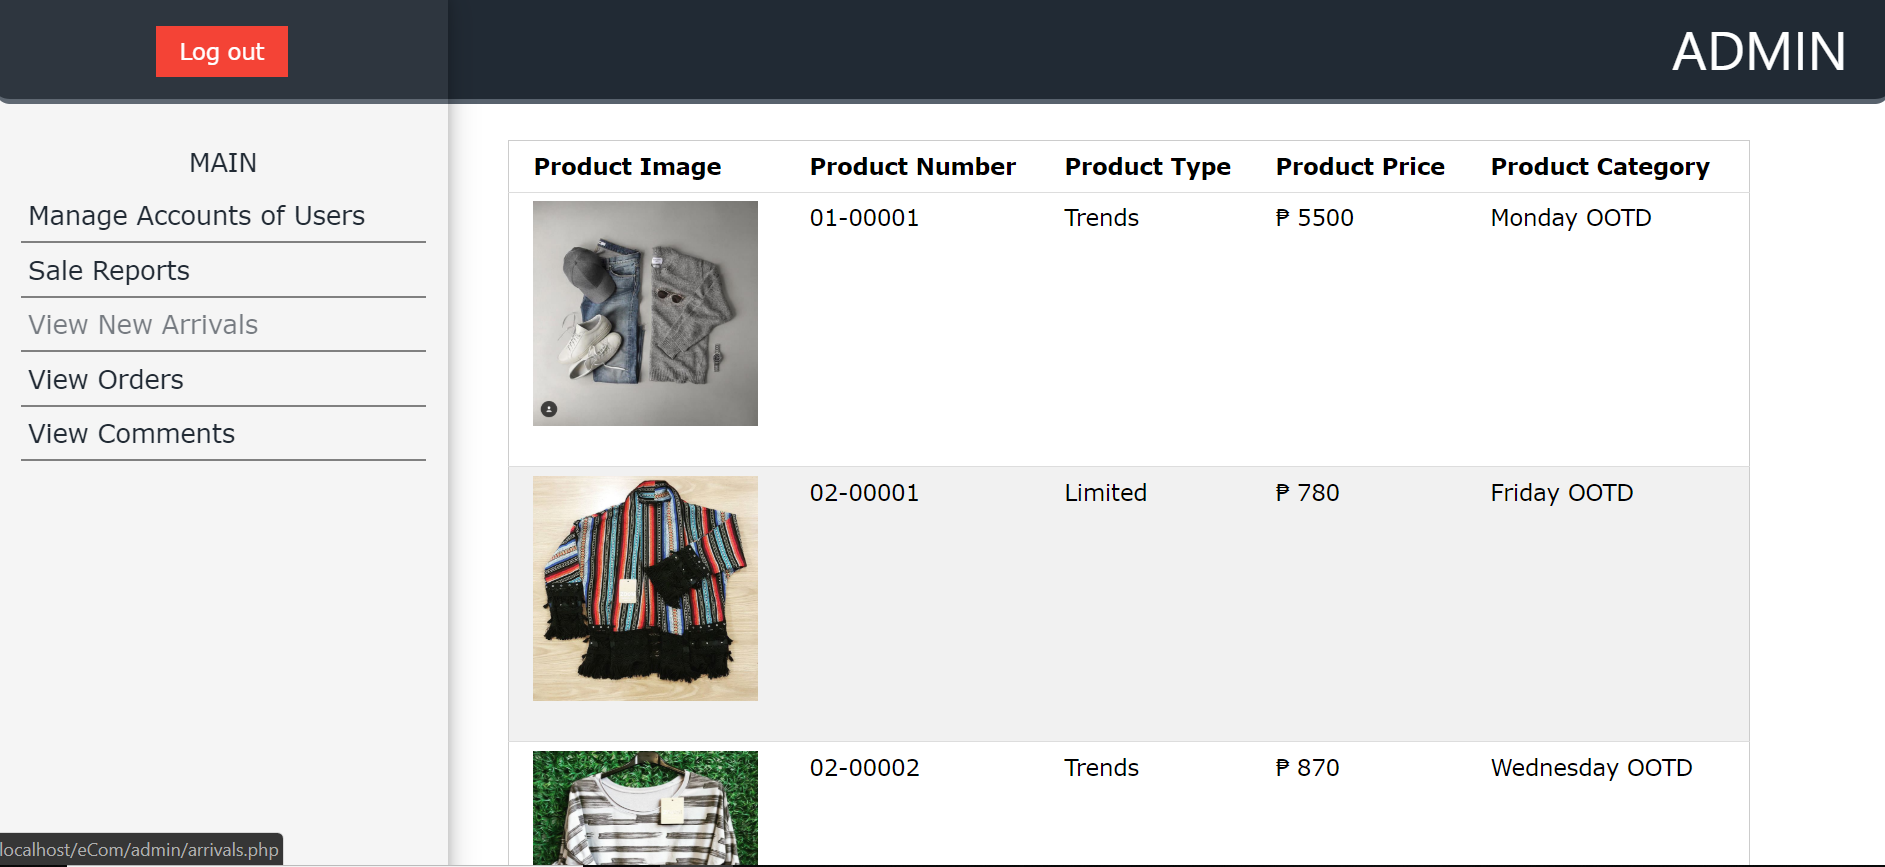 Log out
ADMIN
MAIN
Manage Accounts of Users
Sale Reports
View New Arrivals
View Orders
View Comments
Product Image Product Number Product Type Product Price Product Category
01-00001 Trends ₱ 5500 Monday OOTD
02-00001 Limited ₱ 780 Friday OOTD
02-00002 Trends ₱ 870 Wednesday OOTD
localhost/eCom/admin/arrivals.php